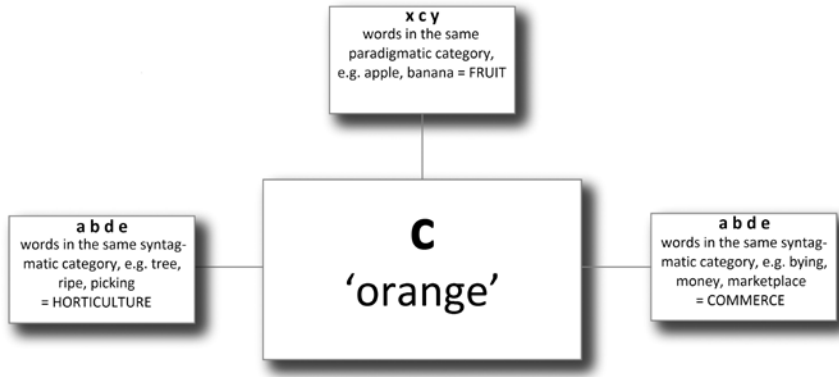 x c y
words in the same
paradigmatic category,
e.g. apple, banana = FRUIT
c
‘orange’
a b d e
words in the same syntag-
matic category, e.g. tree,
ripe, picking
= HORTICULTURE
a b d e
words in the same syntag-
matic category, e.g. bying,
money, marketplace
= COMMERCE